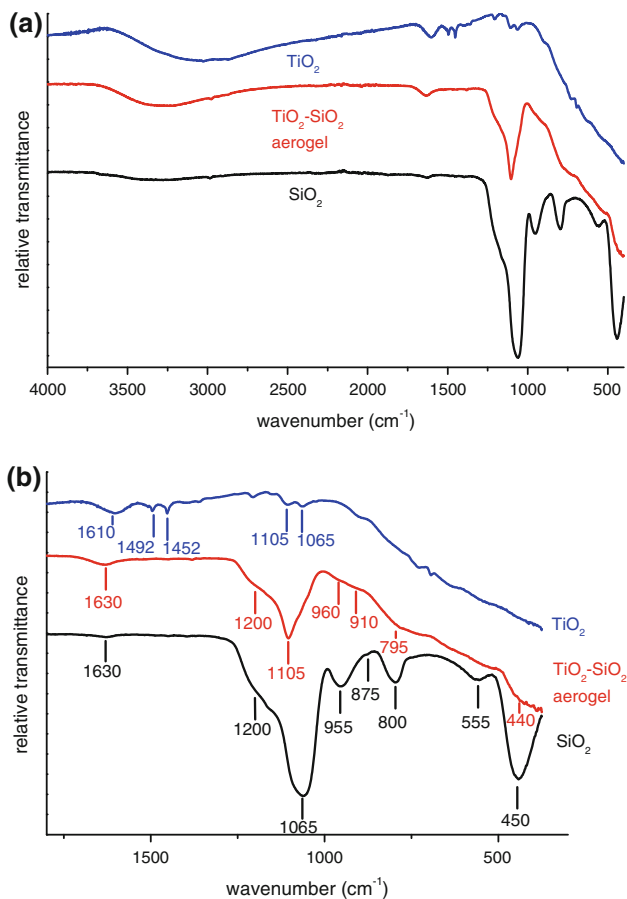 (a)
relative transmittance
TiO₂
TiO₂-SiO₂
aerogel
SiO₂
4000 3500 3000 2500 2000 1500 1000 500
wavenumber (cm⁻¹)
(b)
relative transmittance
1610
1492 1452
1105 1065
TiO₂
1630
1200
1105
960
910
795
440
TiO₂-SiO₂
aerogel
1630
1200
1065
955
875
800
555
450
SiO₂
1500 1000 500
wavenumber (cm⁻¹)